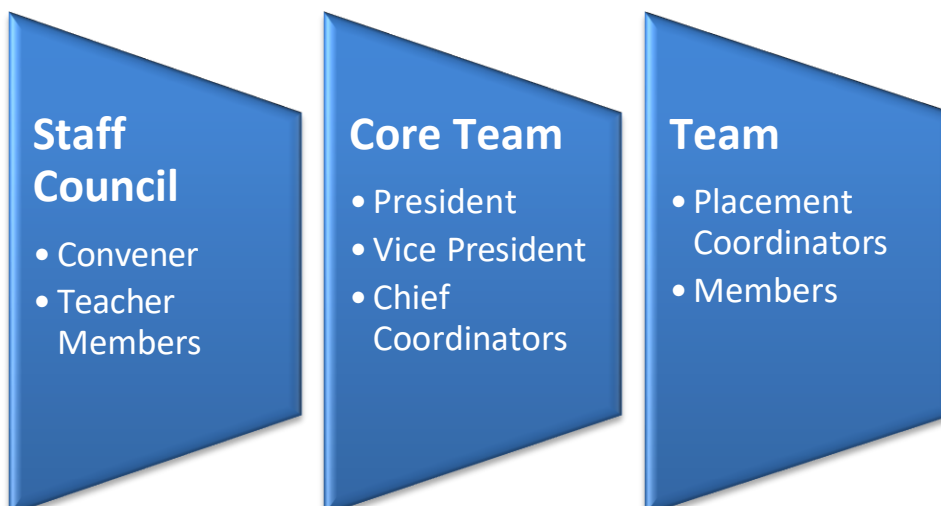 Staff
Council
• Convener
• Teacher
Members
Core Team
• President
• Vice President
• Chief
Coordinators
Team
• Placement
Coordinators
• Members